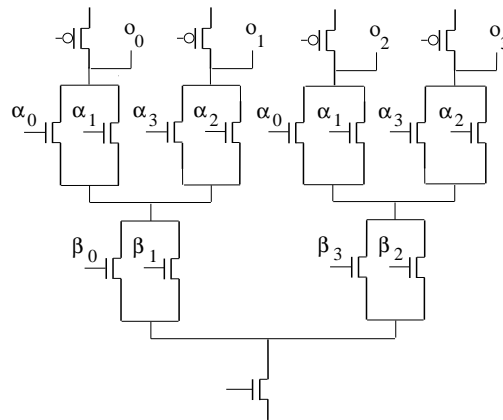 o₀ o₁ o₂ o₃
α₀ α₁ α₃ α₂ α₀ α₁ α₃ α₂
β₀ β₁ β₃ β₂